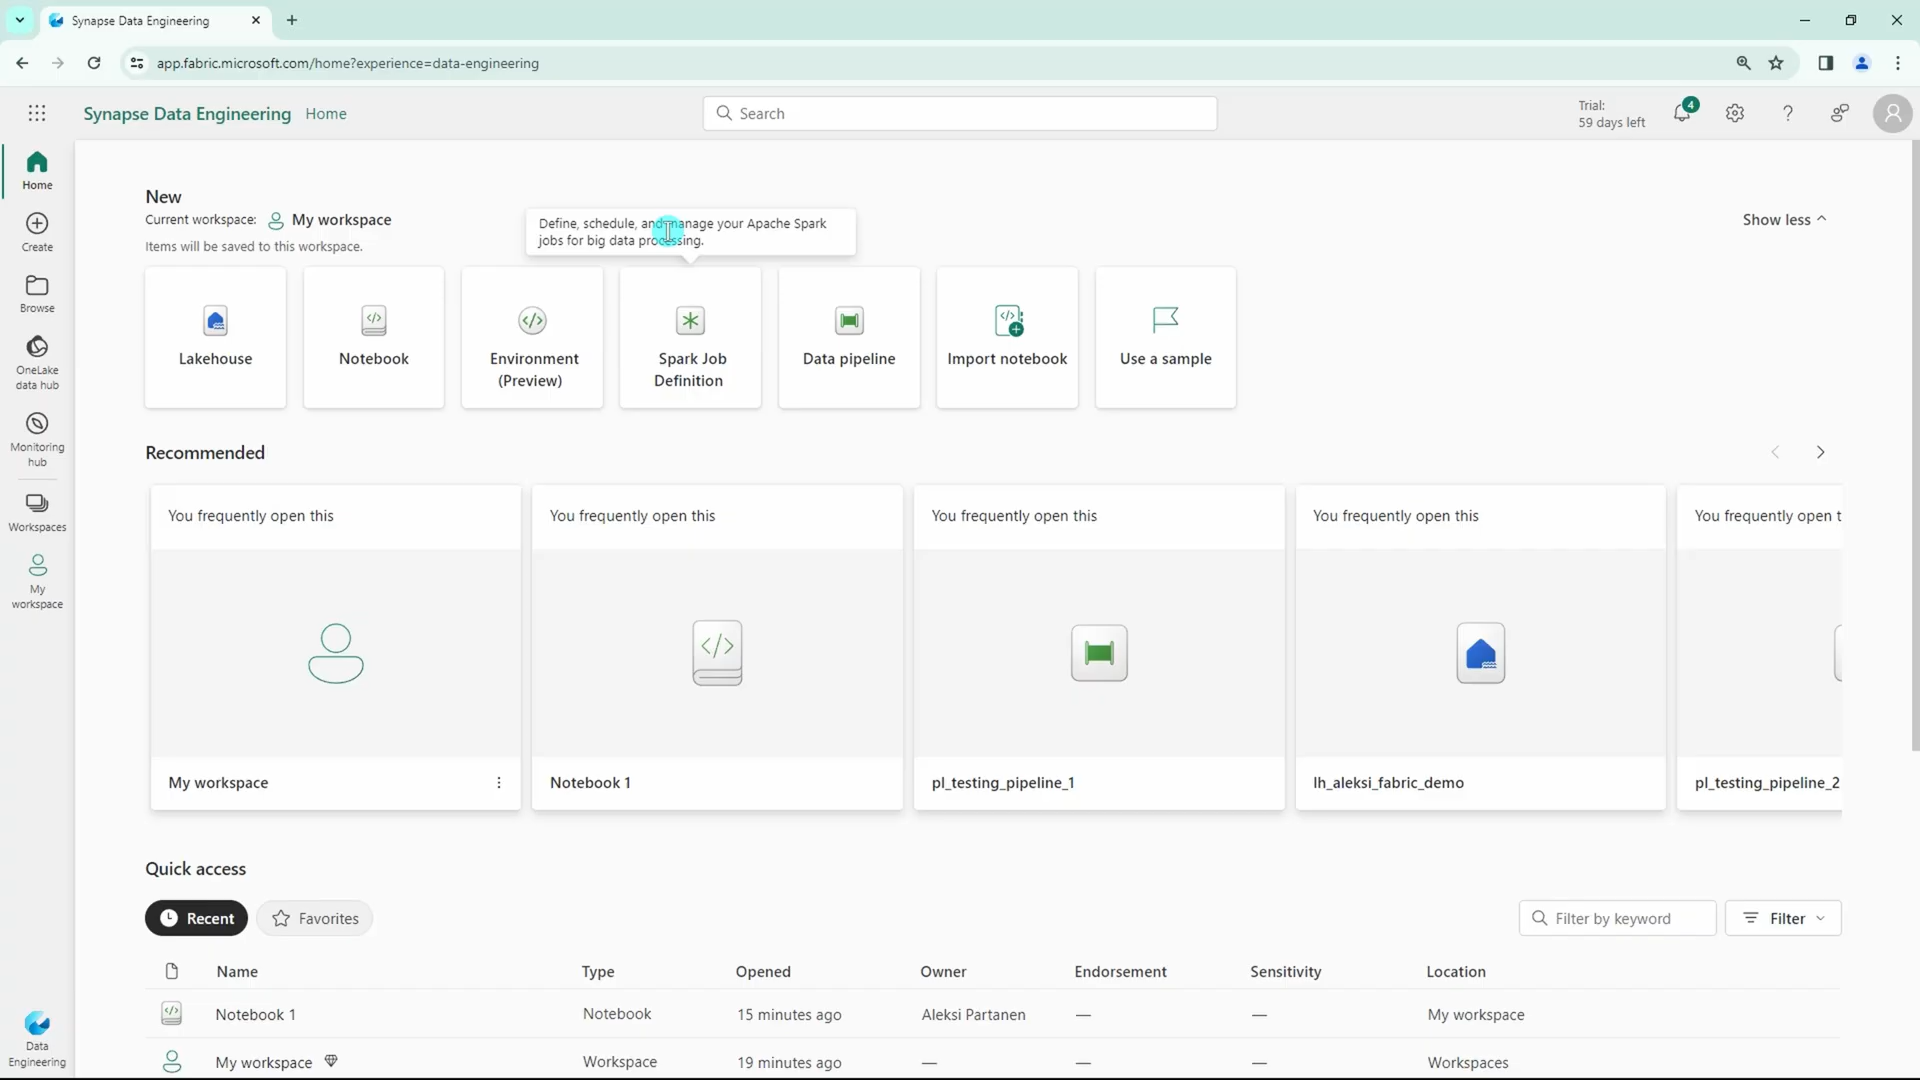 Synapse Data Engineering
app.fabric.microsoft.com/home?experience=data-engineering
Synapse Data Engineering Home
Search
Trial:
59 days left
4
Home
Create
Browse
OneLake
data hub
Monitoring
hub
Workspaces
My
workspace
Data
Engineering
New
Current workspace: My workspace
Items will be saved to this workspace.
Show less
Define, schedule, and manage your Apache Spark
jobs for big data processing.
Lakehouse
Notebook
Environment
(Preview)
Spark Job
Definition
Data pipeline
Import notebook
Use a sample
Recommended
You frequently open this
You frequently open this
You frequently open this
You frequently open this
You frequently open t
My workspace
Notebook 1
pl_testing_pipeline_1
lh_aleksi_fabric_demo
pl_testing_pipeline_2
Quick access
Recent
Favorites
Filter by keyword
Filter
Name Type Opened Owner Endorsement Sensitivity Location
Notebook 1 Notebook 15 minutes ago Aleksi Partanen — — My workspace
My workspace Workspace 19 minutes ago — — — Workspaces